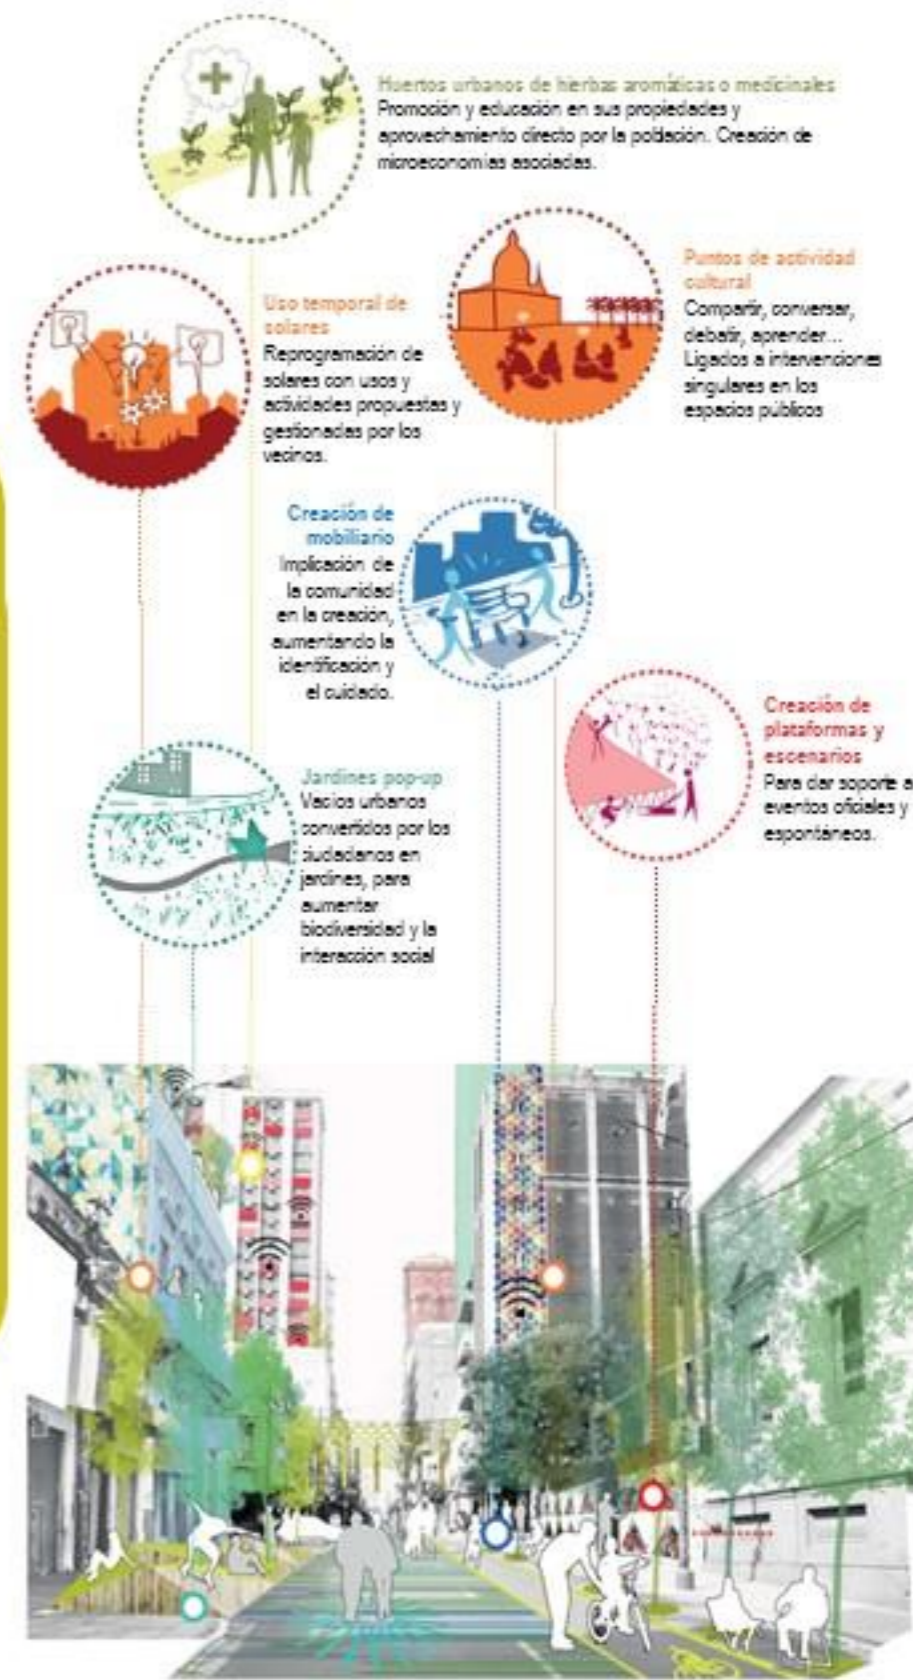 Huertos urbanos de hierbas aromáticas o medicinales
Promoción y educación en sus propiedades y
aprovechamiento directo por la población. Creación de
microeconomías asociadas.
Puntos de actividad
cultural
Compartir, conversar,
debatir, aprender...
Ligados a intervenciones
singulares en los
espacios públicos
Uso temporal de
solares
Reprogramación de
solares con usos y
actividades propuestas y
gestionadas por los
vecinos.
Creación de
mobiliario
Implicación de
la comunidad
en la creación,
aumentando la
identificación y
el cuidado.
Creación de
plataformas y
escenarios
Para dar soporte a
eventos oficiales y
espontáneos.
Jardines pop-up
Vacíos urbanos
convertidos por los
ciudadanos en
jardines, para
aumentar
biodiversidad y la
interacción social